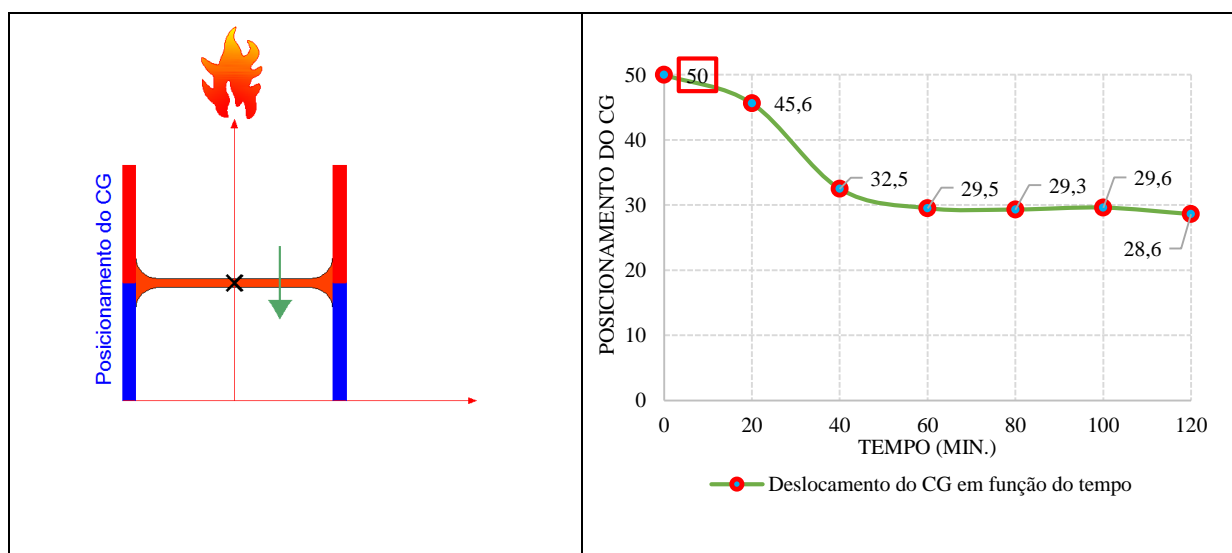 Posicionamento do CG
POSICIONAMENTO DO CG
50
40
30
20
10
0
50
45,6
32,5
29,5
29,3
29,6
28,6
0 20 40 60 80 100 120
TEMPO (MIN.)
Deslocamento do CG em função do tempo